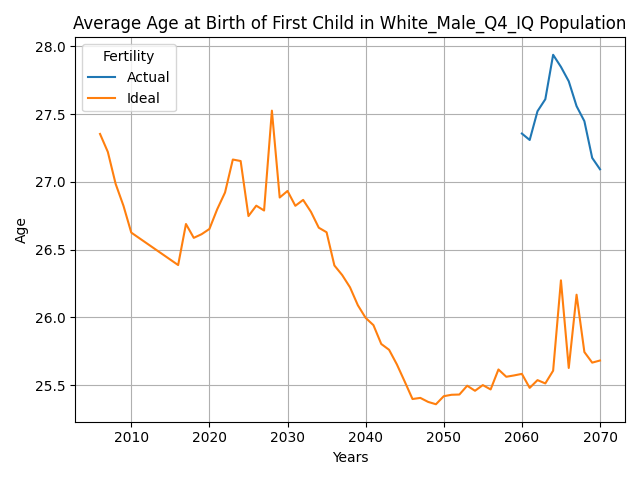 Average Age at Birth of First Child in White_Male_Q4_IQ Population
28.0
27.5
27.0
26.5
26.0
25.5
Age
Fertility
Actual
Ideal
2010 2020 2030 2040 2050 2060 2070
Years